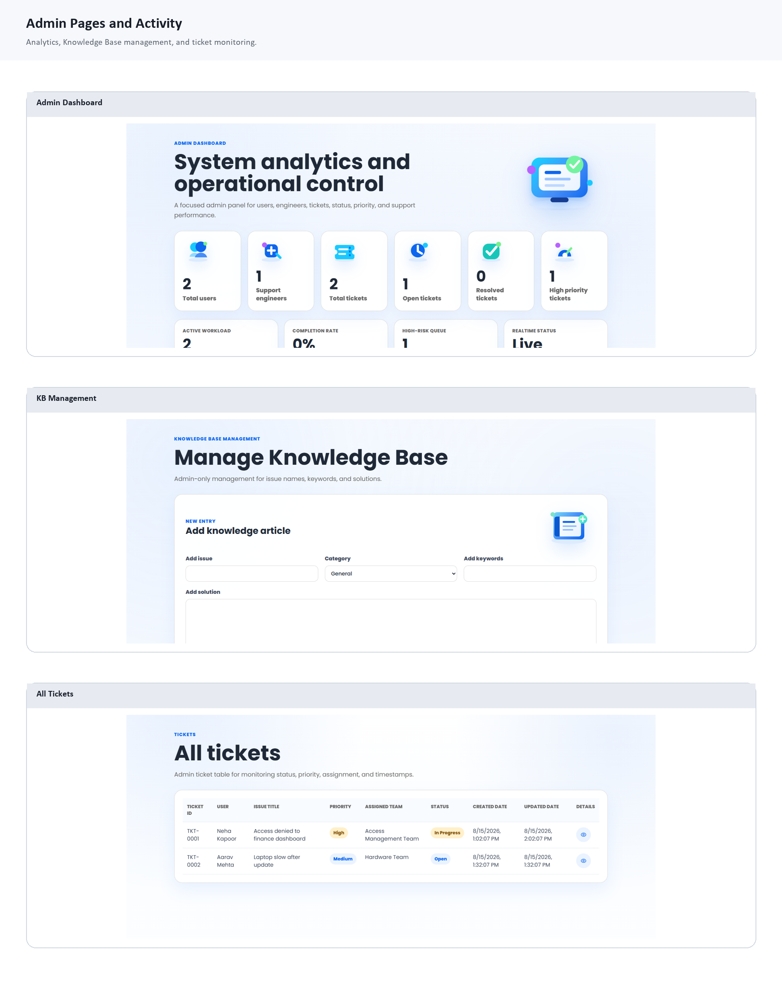 Admin Pages and Activity
Analytics, Knowledge Base management, and ticket monitoring.
Admin Dashboard
ADMIN DASHBOARD
System analytics and
operational control
A focused admin panel for users, engineers, tickets, status, priority, and support
performance.
2
Total users
1
Support
engineers
2
Total tickets
1
Open tickets
0
Resolved
tickets
1
High priority
tickets
ACTIVE WORKLOAD
2
COMPLETION RATE
0%
HIGH-RISK QUEUE
1
REALTIME STATUS
Live
KB Management
KNOWLEDGE BASE MANAGEMENT
Manage Knowledge Base
Admin-only management for issue names, keywords, and solutions.
NEW ENTRY
Add knowledge article
Add issue
Category
Add keywords
General
Add solution
All Tickets
TICKETS
All tickets
Admin ticket table for monitoring status, priority, assignment, and timestamps.
TICKET ID USER ISSUE TITLE PRIORITY ASSIGNED TEAM STATUS CREATED DATE UPDATED DATE DETAILS
TKT-0001 Neha Kapoor Access denied to finance dashboard High Access Management Team In Progress 8/15/2026, 1:02:07 PM 8/15/2026, 2:02:07 PM
TKT-0002 Aarav Mehta Laptop slow after update Medium Hardware Team Open 8/15/2026, 1:32:07 PM 8/15/2026, 1:32:07 PM